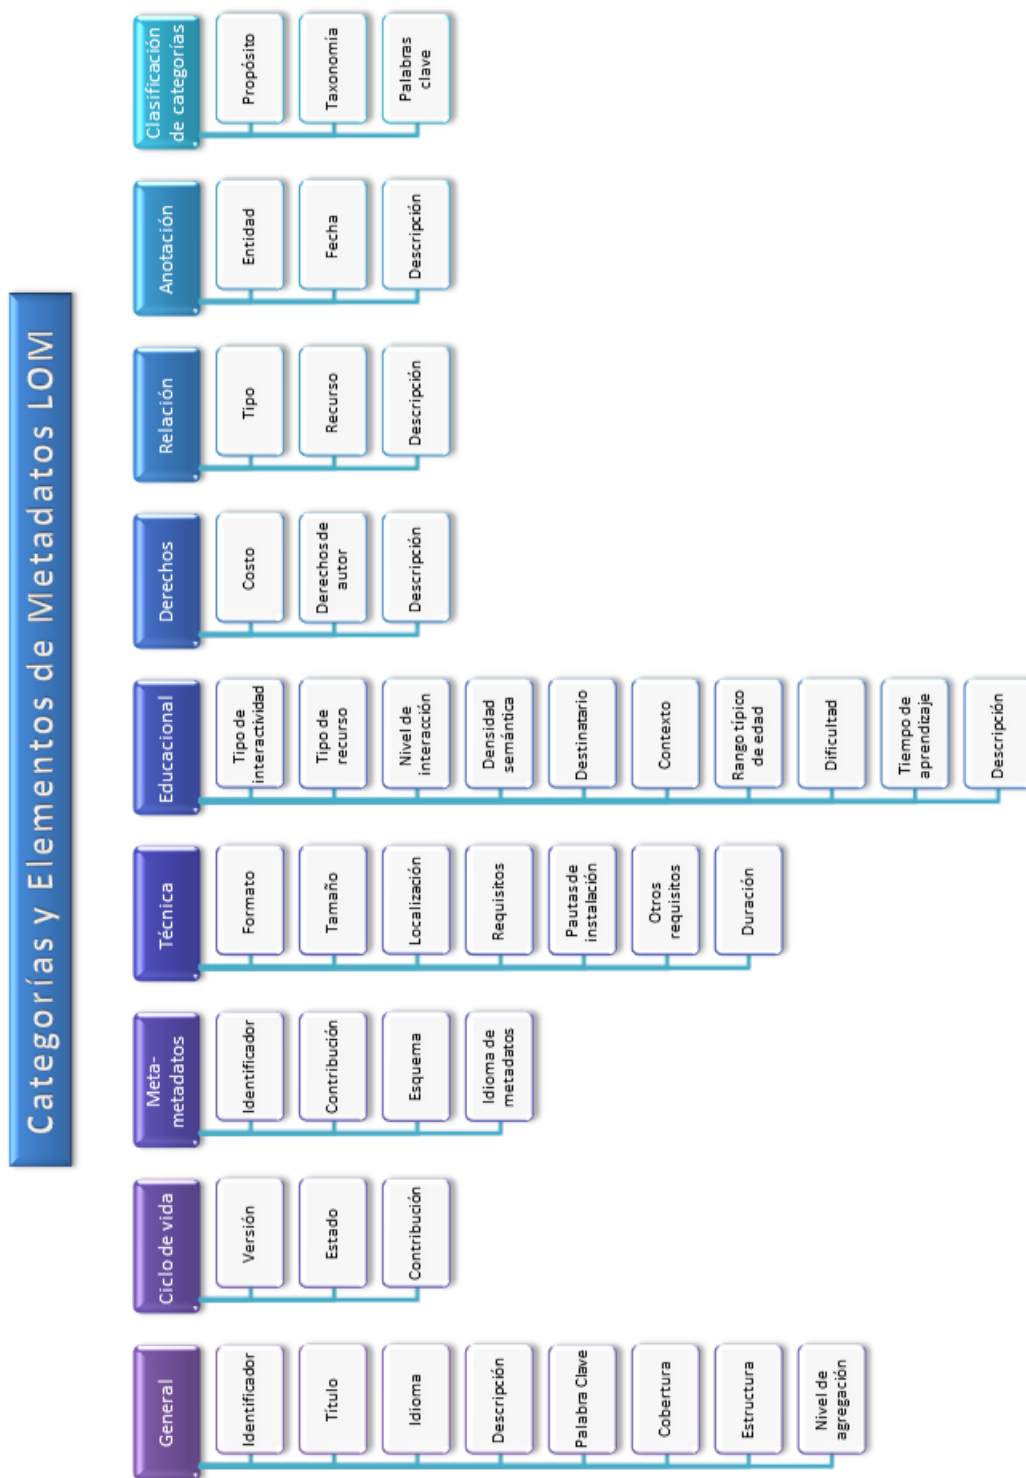 Categorías y Elementos de Metadatos LOM
General
Identificador
Título
Idioma
Descripción
Palabra Clave
Cobertura
Estructura
Nivel de
agregación
Ciclo de vida
Versión
Estado
Contribución
Meta-
metadatos
Identificador
Contribución
Esquema
Idioma de
metadatos
Técnica
Formato
Tamaño
Localización
Requisitos
Pautas de
instalación
Otros
requisitos
Duración
Educacional
Tipo de
interactividad
Tipo de
recurso
Nivel de
interacción
Densidad
semántica
Destinatario
Contexto
Rango típico
de edad
Dificultad
Tiempo de
aprendizaje
Descripción
Derechos
Costo
Derechos de
autor
Descripción
Relación
Tipo
Recurso
Descripción
Anotación
Entidad
Fecha
Descripción
Clasificación
de categorías
Propósito
Taxonomía
Palabras
clave